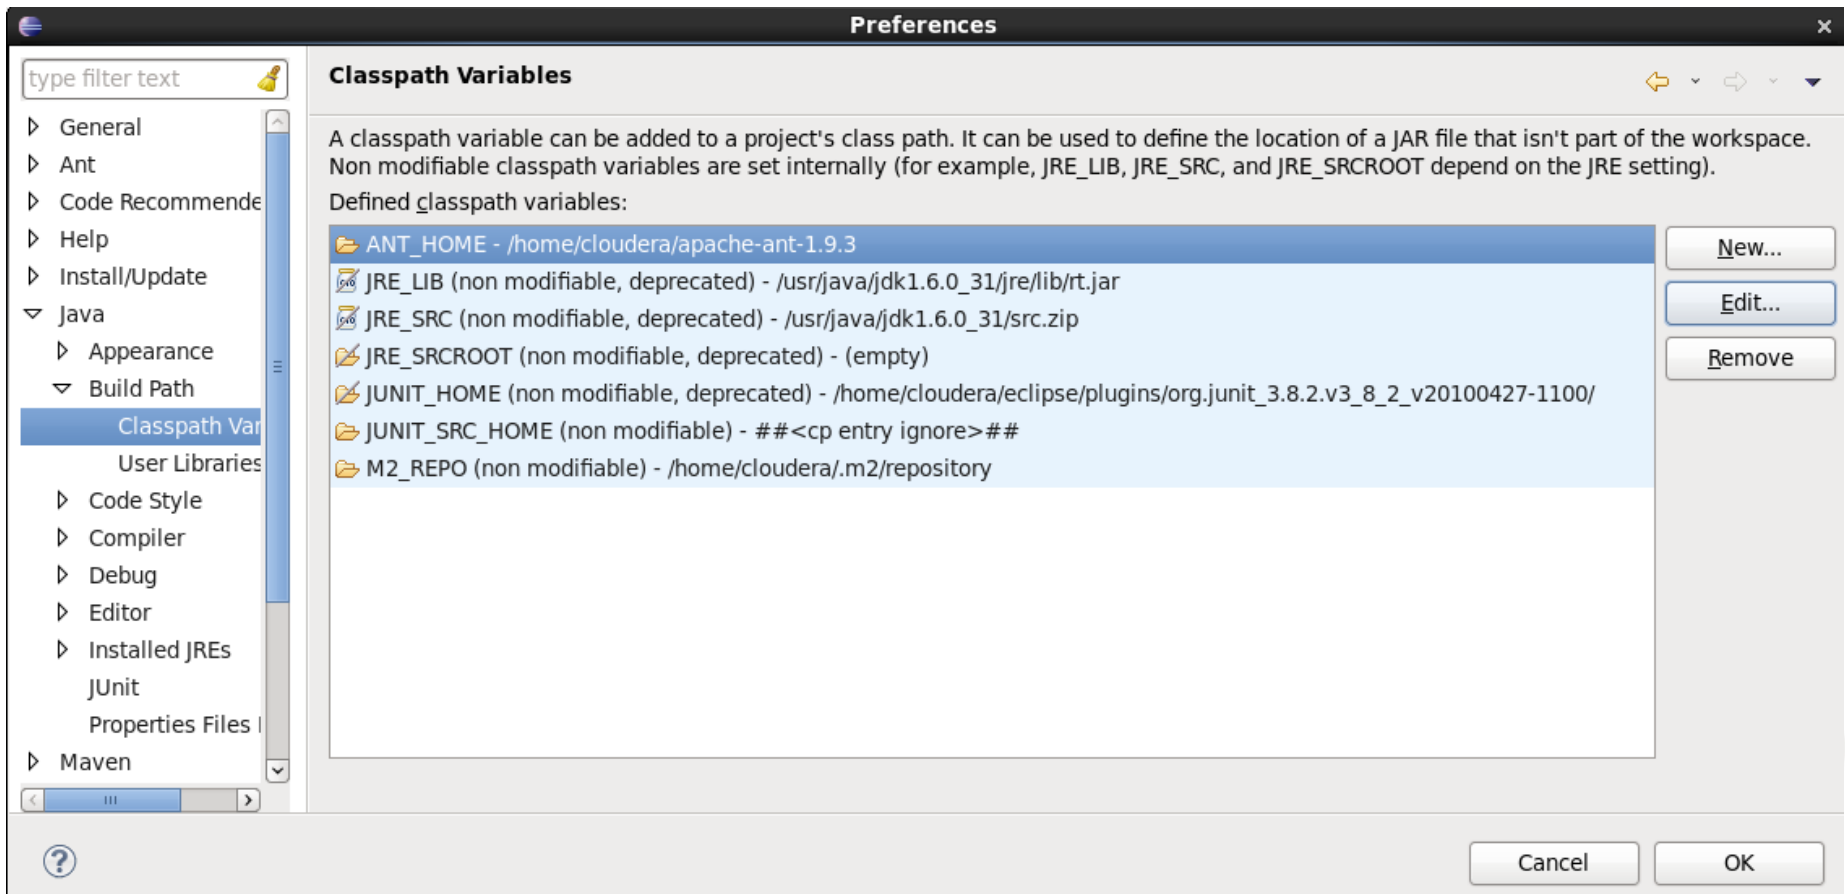 Preferences
type filter text
General
Ant
Code Recommende
Help
Install/Update
Java
Appearance
Build Path
Classpath Var
User Libraries
Code Style
Compiler
Debug
Editor
Installed JREs
JUnit
Properties Files
Maven
Classpath Variables
A classpath variable can be added to a project's class path. It can be used to define the location of a JAR file that isn't part of the workspace.
Non modifiable classpath variables are set internally (for example, JRE_LIB, JRE_SRC, and JRE_SRCROOT depend on the JRE setting).
Defined classpath variables:
ANT_HOME - /home/cloudera/apache-ant-1.9.3
JRE_LIB (non modifiable, deprecated) - /usr/java/jdk1.6.0_31/jre/lib/rt.jar
JRE_SRC (non modifiable, deprecated) - /usr/java/jdk1.6.0_31/src.zip
JRE_SRCROOT (non modifiable, deprecated) - (empty)
JUNIT_HOME (non modifiable, deprecated) - /home/cloudera/eclipse/plugins/org.junit_3.8.2.v3_8_2_v20100427-1100/
JUNIT_SRC_HOME (non modifiable) - ##<cp entry ignore>##
M2_REPO (non modifiable) - /home/cloudera/.m2/repository
New...
Edit...
Remove
Cancel
OK